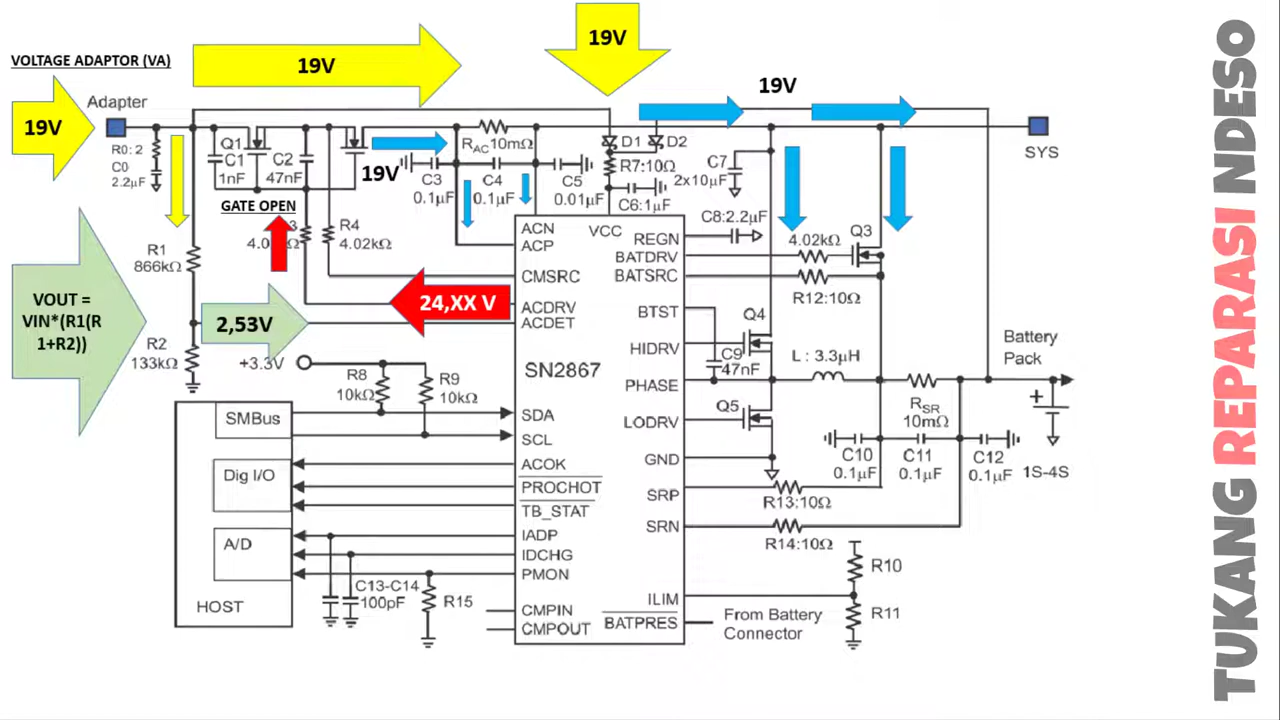 19V
19V
19V
VOLTAGE ADAPTOR (VA)
Adapter
19V
R0: 2
C0
2.2µF
Q1
C1
1nF
C2
47nF
19V
RAC 10mΩ
D1
D2
R7:10Ω
C7
2x10µF
SYS
C3
0.1µF
C4
0.1µF
C5
0.01µF
C6:1µF
GATE OPEN
R4
4.02kΩ
R1
866kΩ
ACN
ACP
CMSRC
ACDRV
ACDET
VCC
REGN
BATDRV
BATSRC
BTST
HIDRV
PHASE
LODRV
GND
SRP
SRN
ILIM
BATPRES
C8:2.2µF
4.02kΩ
Q3
R12:10Ω
24,XX V
VOUT =
VIN*(R1(R
1+R2))
2,53V
R2
133kΩ
+3.3V
R8
10kΩ
R9
10kΩ
SN2867
Q4
C9
47nF
L : 3.3µH
Q5
RSR
10mΩ
Battery
Pack
+
1S-4S
C10
0.1µF
C11
0.1µF
C12
0.1µF
R13:10Ω
R14:10Ω
SMBus
Dig I/O
A/D
HOST
SDA
SCL
ACOK
PROCHOT
TB_STAT
IADP
IDCHG
PMON
CMPIN
CMPOUT
C13-C14
100pF
R15
R10
R11
From Battery
Connector
TUKANG REPARASI NDESO